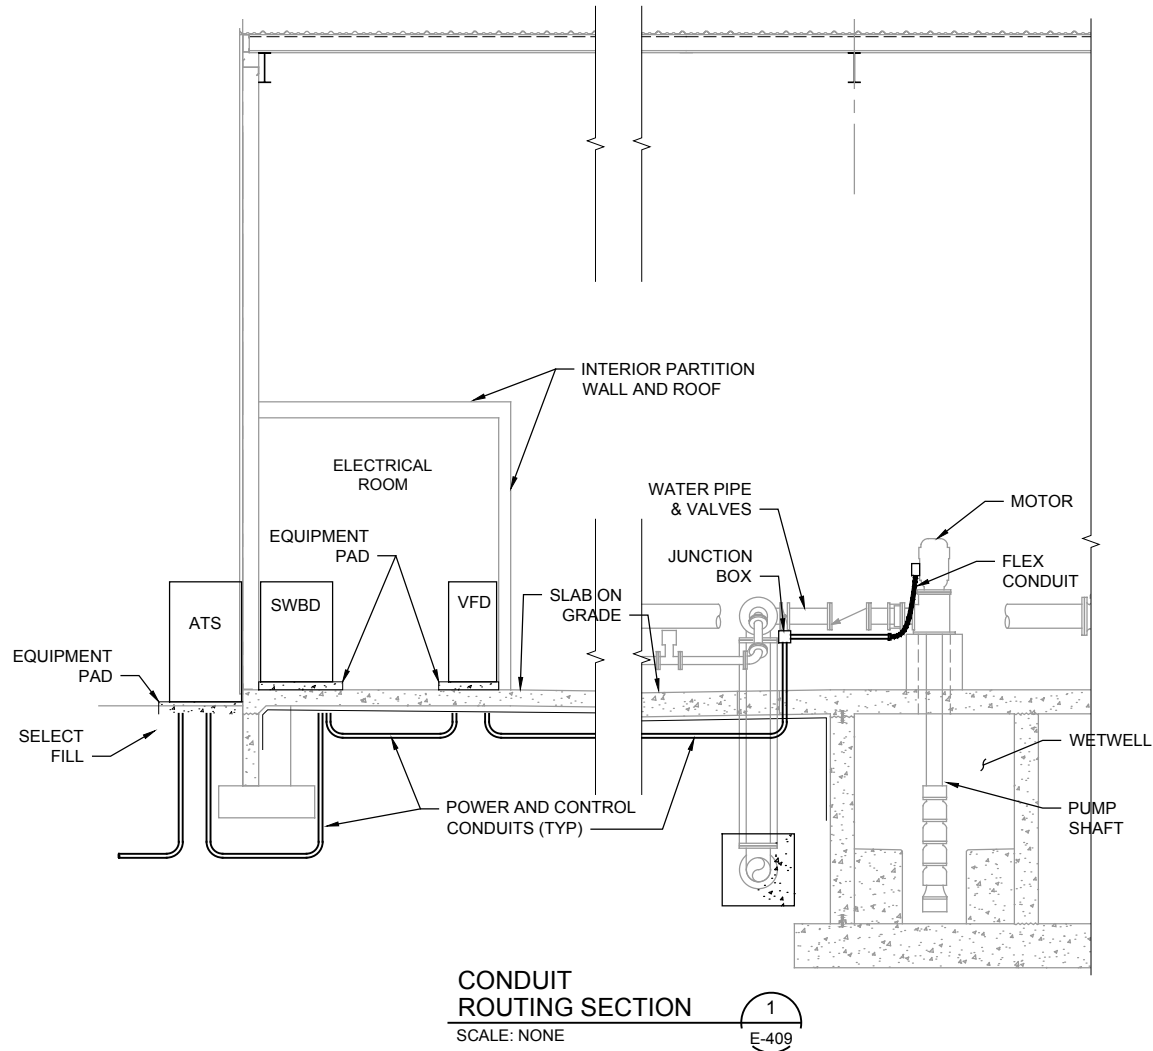 INTERIOR PARTITION
WALL AND ROOF
ELECTRICAL
ROOM
WATER PIPE
& VALVES
MOTOR
EQUIPMENT
PAD
JUNCTION
BOX
FLEX
CONDUIT
ATS
SWBD
VFD
SLAB ON
GRADE
EQUIPMENT
PAD
SELECT
FILL
WETWELL
POWER AND CONTROL
CONDUITS (TYP)
PUMP
SHAFT
CONDUIT
ROUTING SECTION
SCALE: NONE
1
E-409